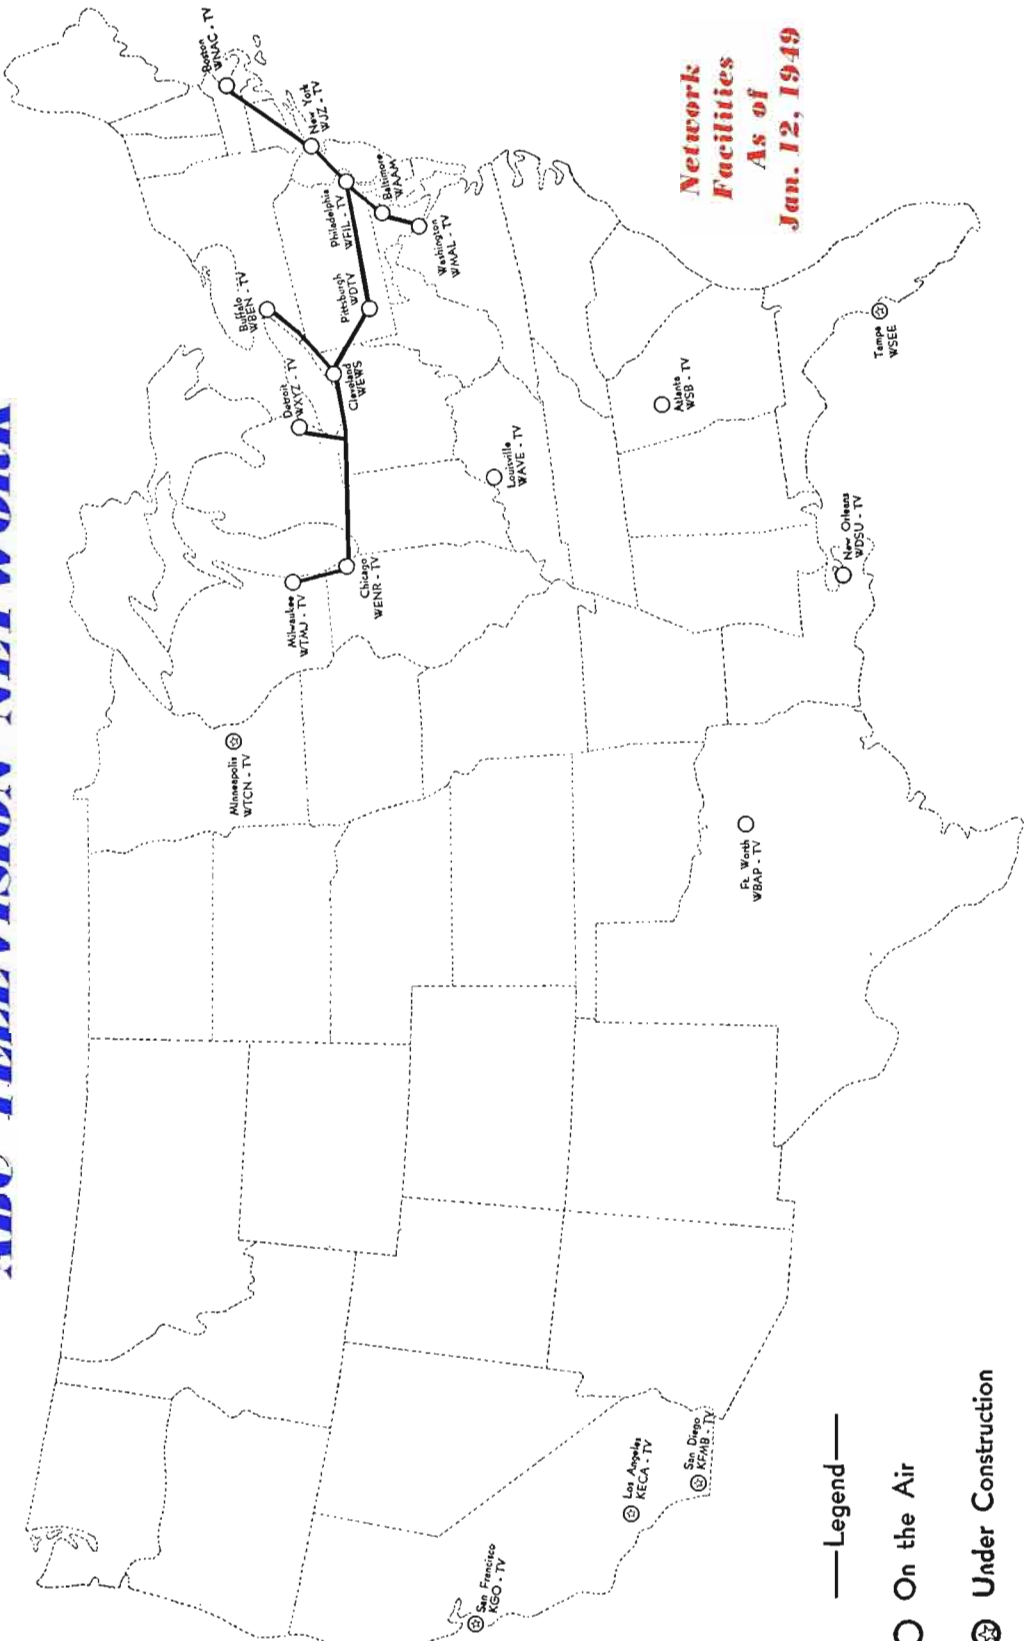 ABC TELEVISION NETWORK
Network
Facilities
As of
Jan. 12, 1949
Boston
WNAC - TV
New York
WJZ - TV
Philadelphia
WFIL - TV
Baltimore
WAAM
Washington
WMAL - TV
Buffalo
WBEN - TV
Pittsburgh
WDTV
Cleveland
WEWS
Detroit
WXYZ - TV
Chicago
WENR - TV
Milwaukee
WTMJ - TV
Minneapolis
WTCN - TV
Louisville
WAVE - TV
Atlanta
WSB - TV
Tampa
WSEE
New Orleans
WDSU - TV
Ft. Worth
WBAP - TV
San Francisco
KGO - TV
Los Angeles
KECA - TV
San Diego
KFMB - TV
Legend
On the Air
Under Construction